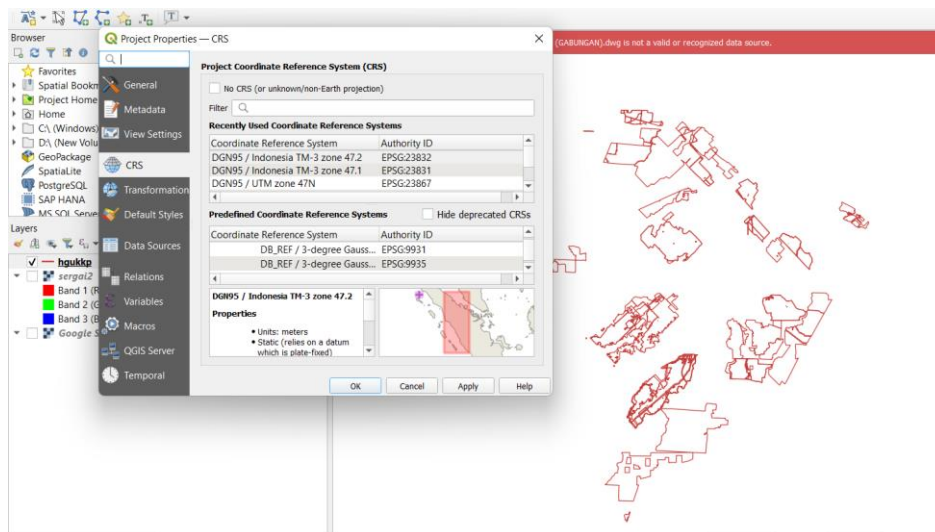 Browser
(GABUNGAN).dwg is not a valid or recognized data source.
Favorites
Spatial Bookm
Project Home
Home
C:\ (Windows)
D:\ (New Volu
GeoPackage
SpatiaLite
PostgreSQL
SAP HANA
MS SQL Serve
Layers
hgukkp
sergai2
Band 1 (R
Band 2 (G
Band 3 (B
Google S
Project Properties — CRS
General
Metadata
View Settings
CRS
Transformation
Default Styles
Data Sources
Relations
Variables
Macros
QGIS Server
Temporal
Project Coordinate Reference System (CRS)
No CRS (or unknown/non-Earth projection)
Filter
Recently Used Coordinate Reference Systems
Coordinate Reference System Authority ID
DGN95 / Indonesia TM-3 zone 47.2 EPSG:23832
DGN95 / Indonesia TM-3 zone 47.1 EPSG:23831
DGN95 / UTM zone 47N EPSG:23867
Predefined Coordinate Reference Systems Hide deprecated CRSs
Coordinate Reference System Authority ID
DB_REF / 3-degree Gauss... EPSG:9931
DB_REF / 3-degree Gauss... EPSG:9935
DGN95 / Indonesia TM-3 zone 47.2
Properties
• Units: meters
• Static (relies on a datum
which is plate-fixed)
OK Cancel Apply Help